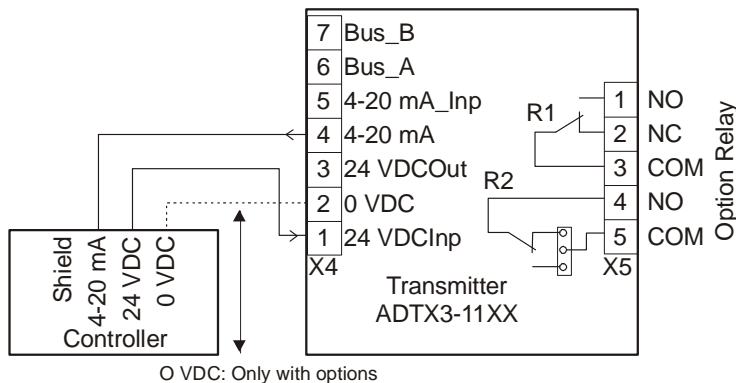 7 Bus_B
6 Bus_A
5 4-20 mA_Inp
4 4-20 mA
3 24 VDCOut
2 0 VDC
1 24 VDCInp
X4
R1
R2
1 NO
2 NC
3 COM
4 NO
5 COM
X5
Option Relay
Transmitter
ADTX3-11XX
Shield
4-20 mA
24 VDC
0 VDC
Controller
O VDC: Only with options